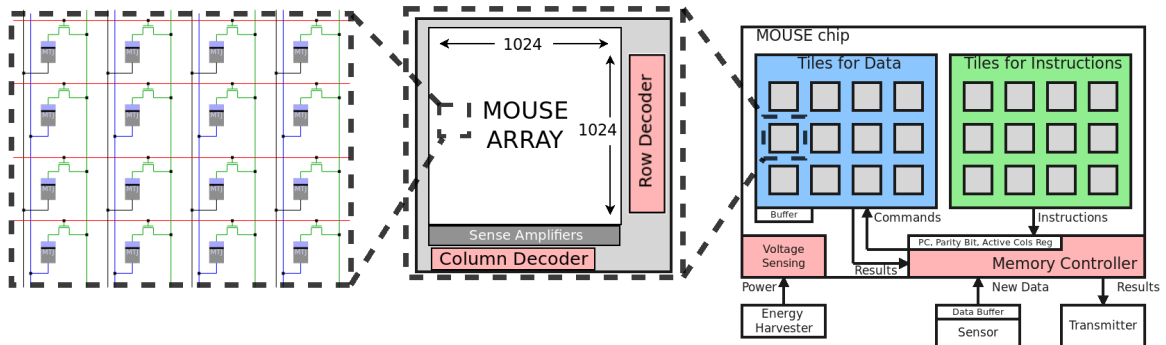 MTJ MTJ MTJ MTJ
MTJ MTJ MTJ MTJ
MTJ MTJ MTJ MTJ
MTJ MTJ MTJ MTJ
1024
1024
MOUSE
ARRAY
Row Decoder
Sense Amplifiers
Column Decoder
MOUSE chip
Tiles for Data
Tiles for Instructions
Buffer
Commands
Instructions
Voltage
Sensing
PC, Parity Bit, Active Cols Reg
Memory Controller
Results
Power
New Data
Results
Energy
Harvester
Data Buffer
Sensor
Transmitter